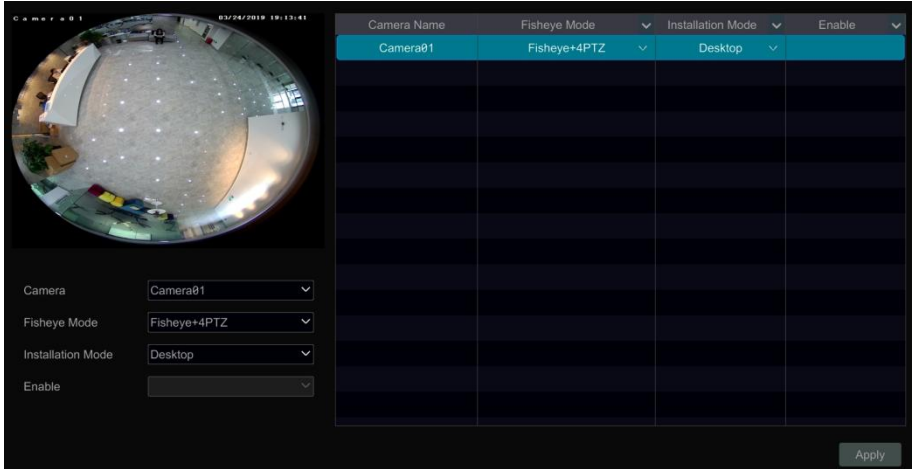 Camera01 03/24/2019 19:13:41
Camera Name Fisheye Mode Installation Mode Enable
Camera01 Fisheye+4PTZ Desktop
Camera Camera01
Fisheye Mode Fisheye+4PTZ
Installation Mode Desktop
Enable
Apply